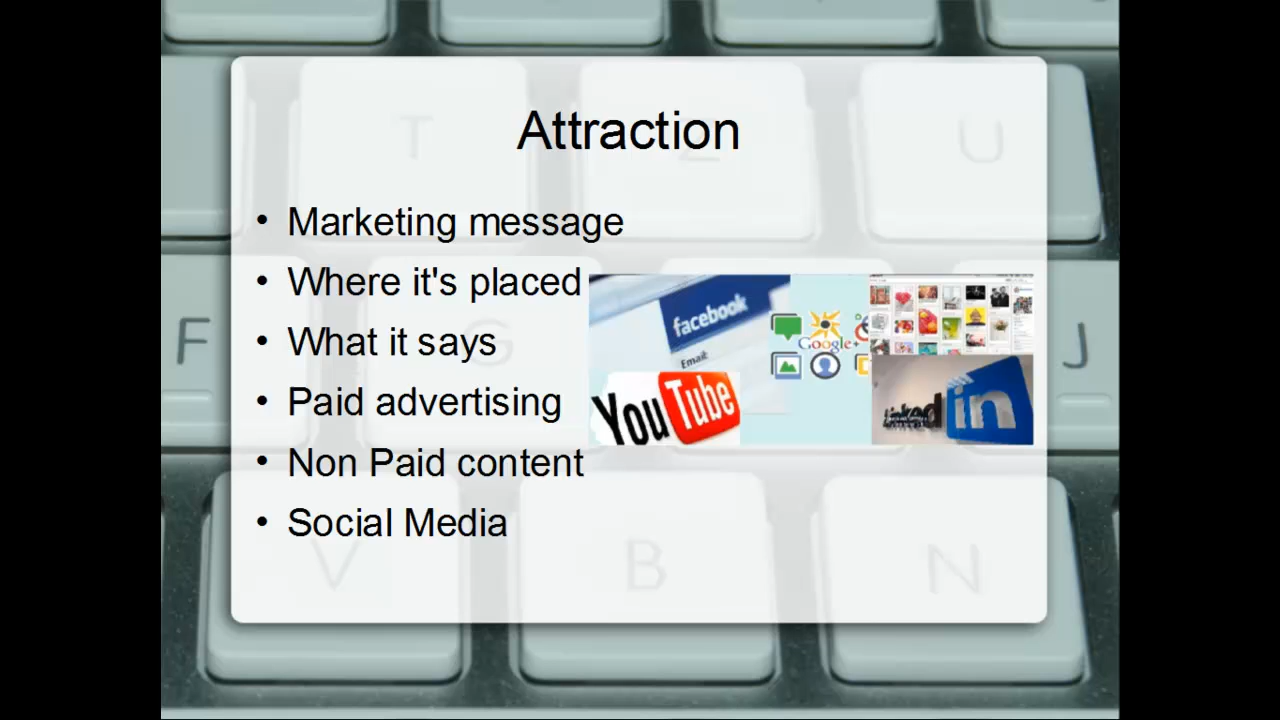 T Z U
Attraction
• Marketing message
• Where it's placed
• What it says
• Paid advertising
• Non Paid content
• Social Media
facebook
Email:
Google+
YouTube
Linked in
F G J
V B N